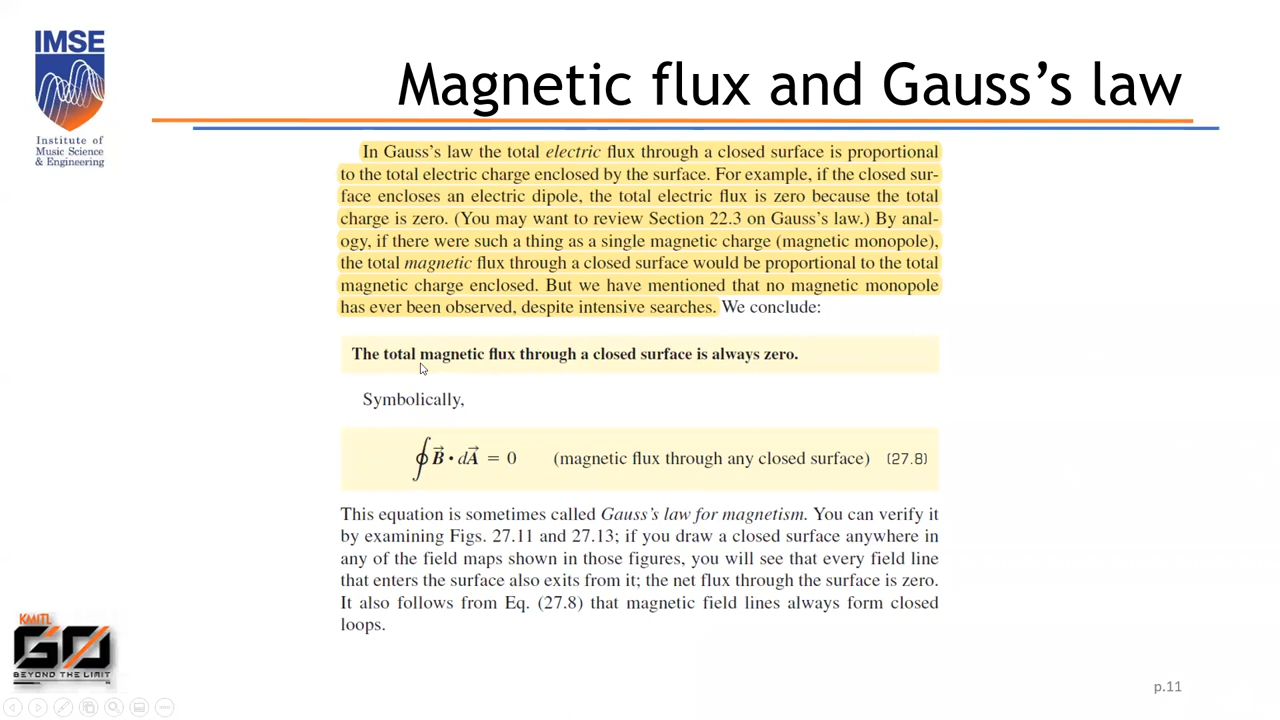 IMSE
Institute of
Music Science
& Engineering
Magnetic flux and Gauss's law
In Gauss's law the total electric flux through a closed surface is proportional
to the total electric charge enclosed by the surface. For example, if the closed sur-
face encloses an electric dipole, the total electric flux is zero because the total
charge is zero. (You may want to review Section 22.3 on Gauss's law.) By anal-
ogy, if there were such a thing as a single magnetic charge (magnetic monopole),
the total magnetic flux through a closed surface would be proportional to the total
magnetic charge enclosed. But we have mentioned that no magnetic monopole
has ever been observed, despite intensive searches. We conclude:
The total magnetic flux through a closed surface is always zero.
Symbolically,
∮ B⃗ • dA⃗ = 0 (magnetic flux through any closed surface) (27.8)
This equation is sometimes called Gauss's law for magnetism. You can verify it
by examining Figs. 27.11 and 27.13; if you draw a closed surface anywhere in
any of the field maps shown in those figures, you will see that every field line
that enters the surface also exits from it; the net flux through the surface is zero.
It also follows from Eq. (27.8) that magnetic field lines always form closed
loops.
KMITL
GO
BEYOND THE LIMIT
p.11